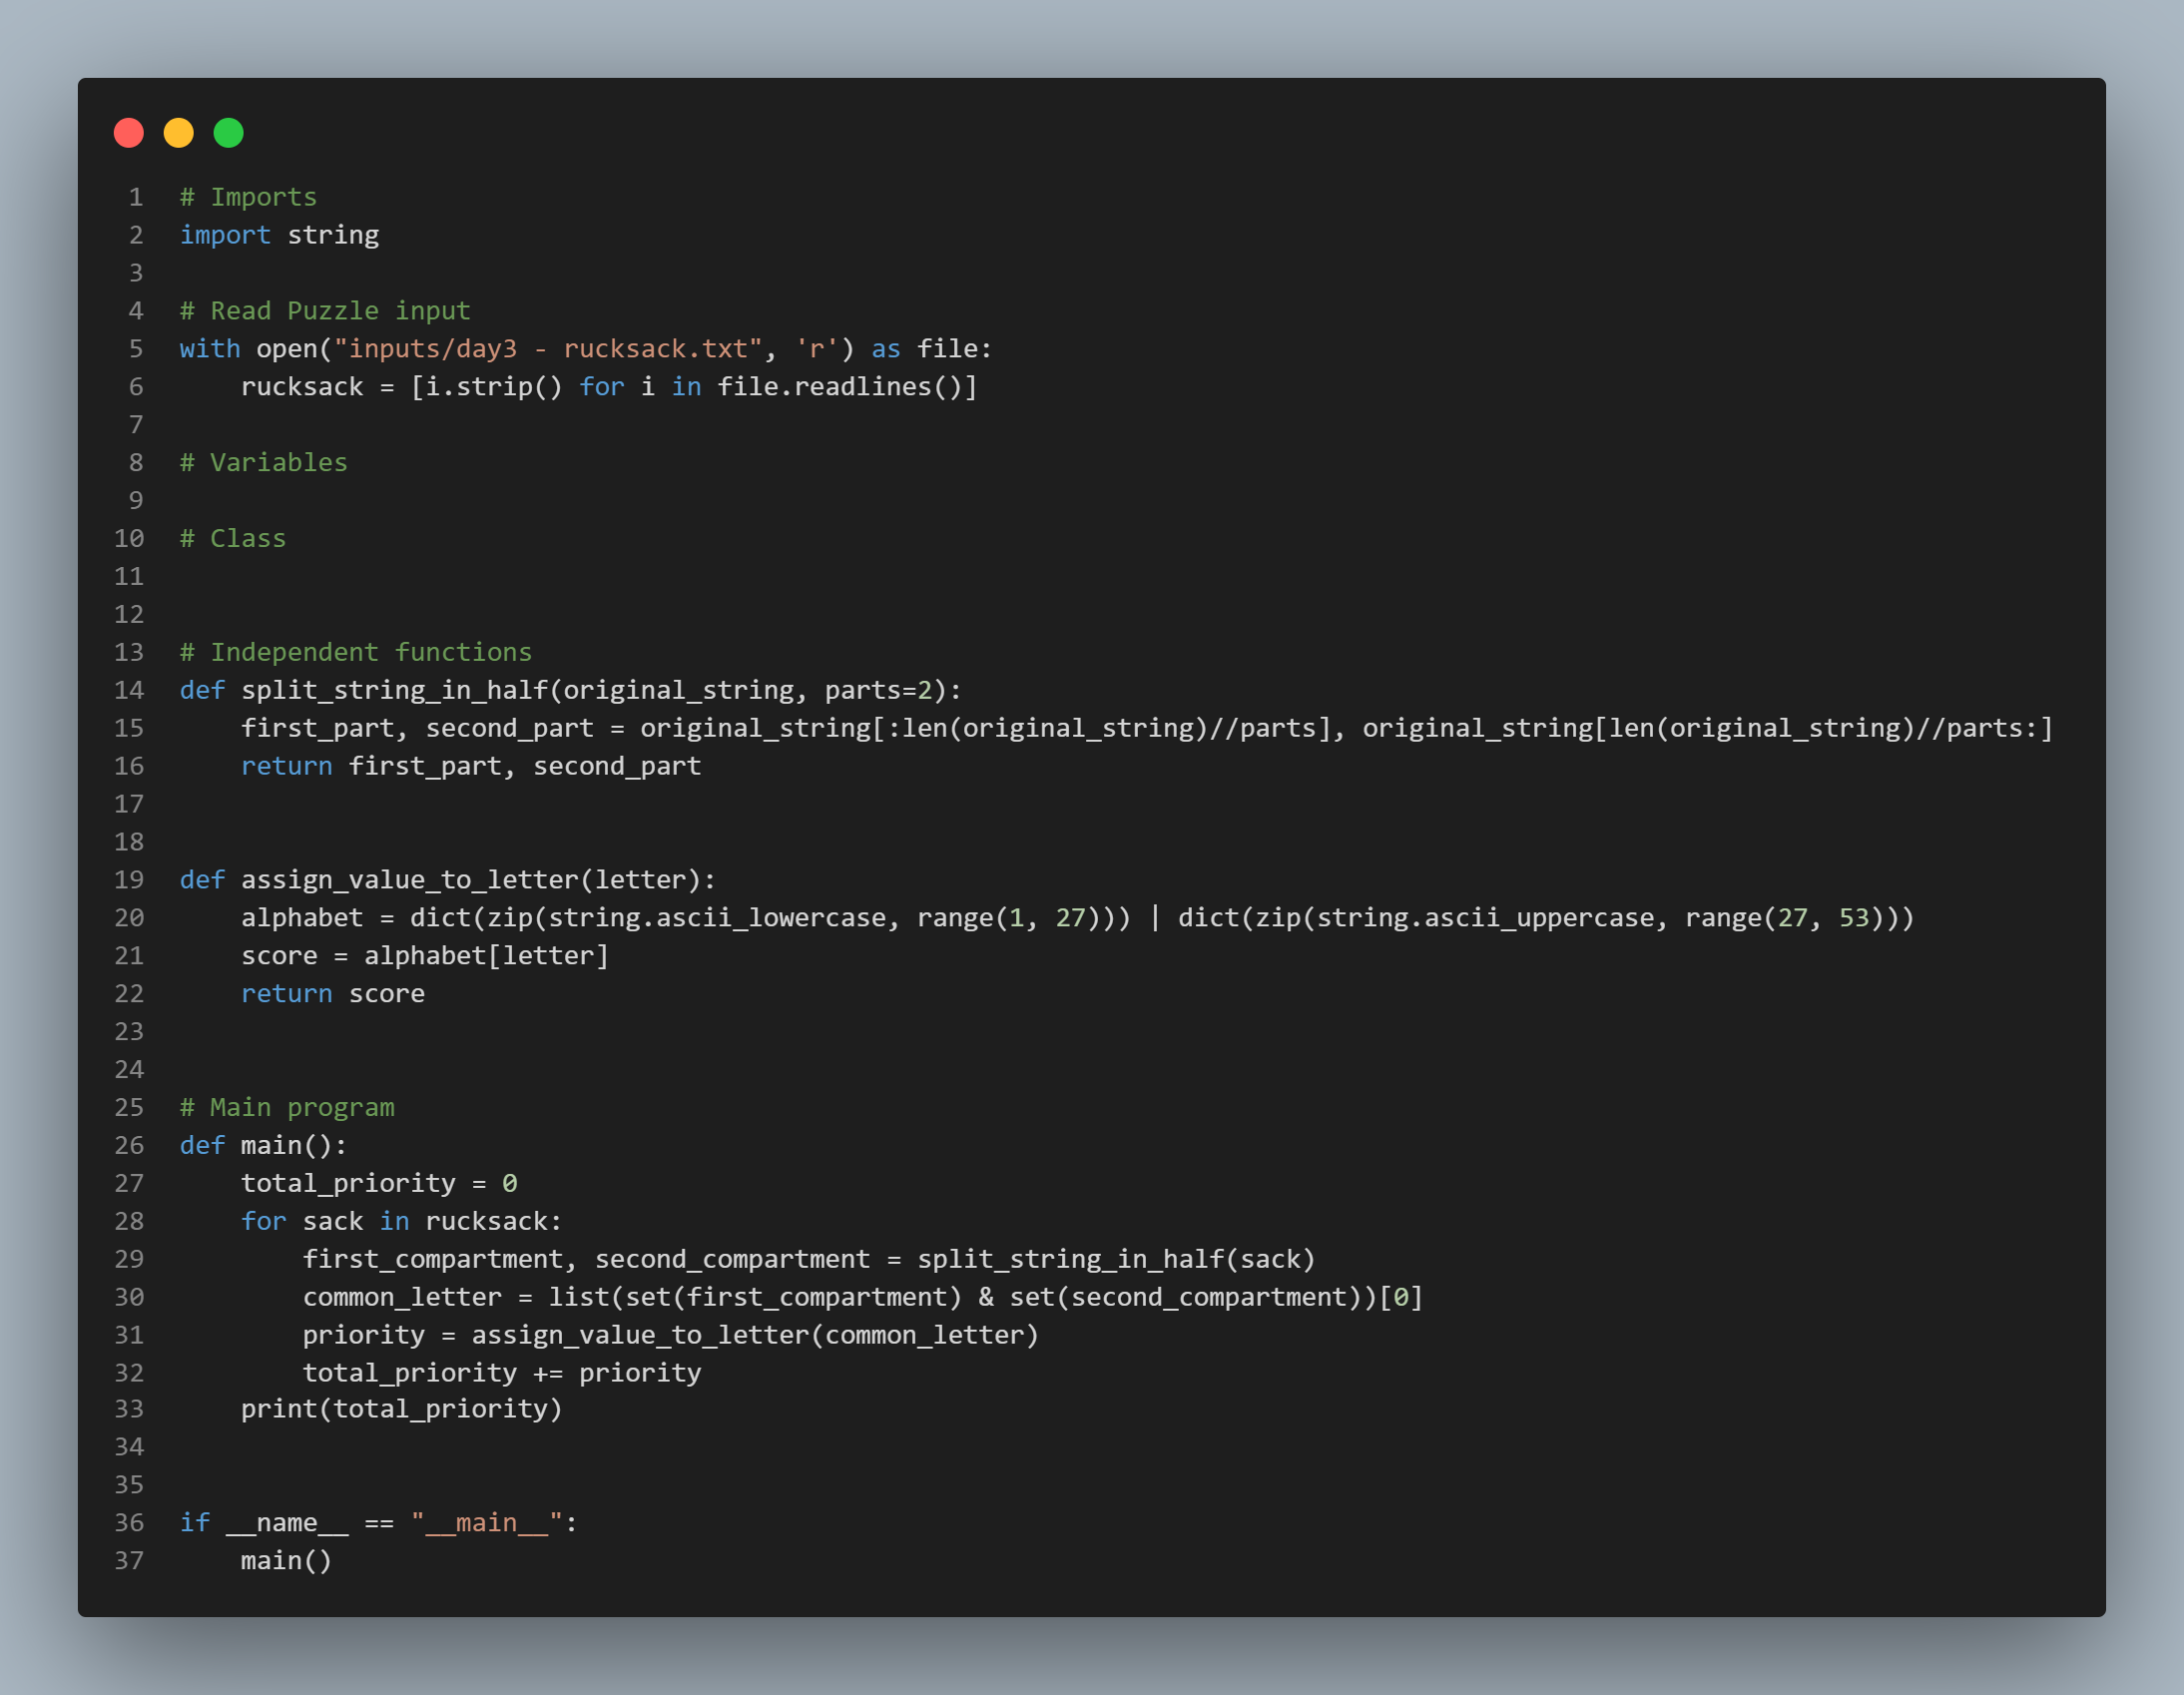 1 # Imports
2 import string
3
4 # Read Puzzle input
5 with open("inputs/day3 - rucksack.txt", 'r') as file:
6     rucksack = [i.strip() for i in file.readlines()]
7
8 # Variables
9
10 # Class
11
12
13 # Independent functions
14 def split_string_in_half(original_string, parts=2):
15     first_part, second_part = original_string[:len(original_string)//parts], original_string[len(original_string)//parts:]
16     return first_part, second_part
17
18
19 def assign_value_to_letter(letter):
20     alphabet = dict(zip(string.ascii_lowercase, range(1, 27))) | dict(zip(string.ascii_uppercase, range(27, 53)))
21     score = alphabet[letter]
22     return score
23
24
25 # Main program
26 def main():
27     total_priority = 0
28     for sack in rucksack:
29         first_compartment, second_compartment = split_string_in_half(sack)
30         common_letter = list(set(first_compartment) & set(second_compartment))[0]
31         priority = assign_value_to_letter(common_letter)
32         total_priority += priority
33     print(total_priority)
34
35
36 if __name__ == "__main__":
37     main()